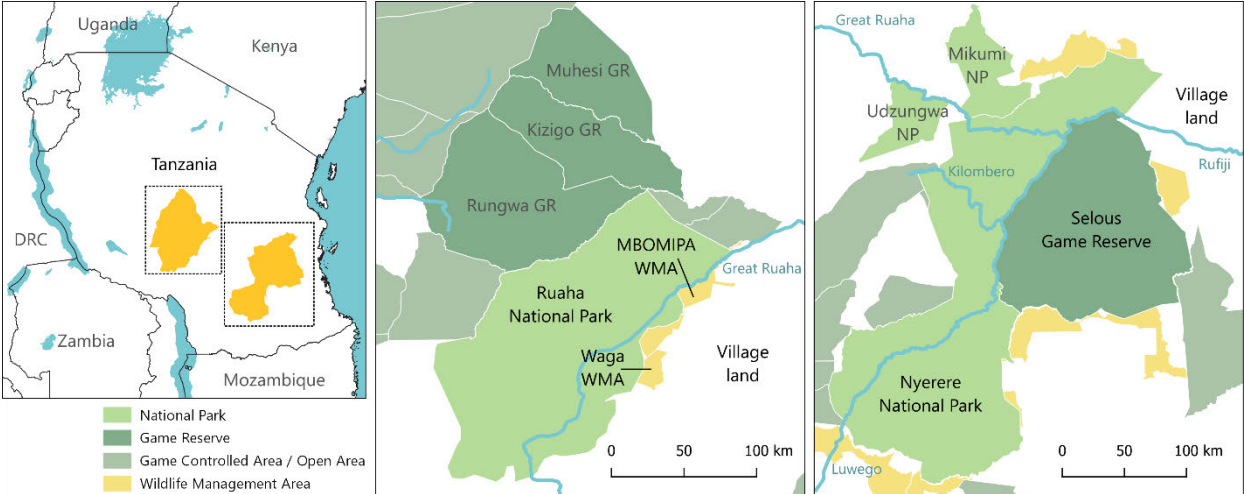 Uganda
Kenya
Tanzania
DRC
Zambia
Mozambique
National Park
Game Reserve
Game Controlled Area / Open Area
Wildlife Management Area
Muhesi GR
Kizigo GR
Rungwa GR
MBOMIPA
WMA
Great Ruaha
Ruaha
National Park
Waga
WMA
Village
land
0 50 100 km
Great Ruaha
Mikumi
NP
Udzungwa
NP
Village
land
Rufiji
Kilombero
Selous
Game Reserve
Nyerere
National Park
Luwego
0 50 100 km